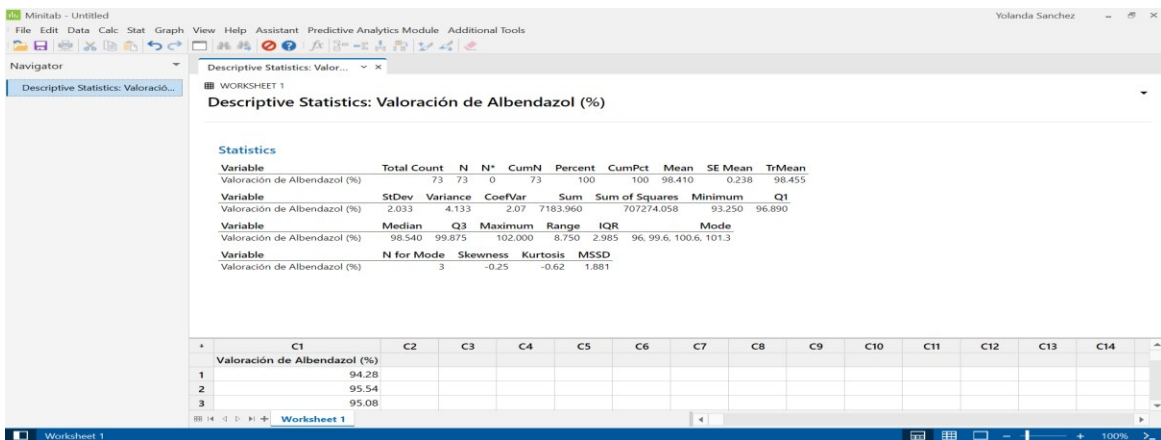 Minitab - Untitled
Yolanda Sanchez
File Edit Data Calc Stat Graph View Help Assistant Predictive Analytics Module Additional Tools
Navigator
Descriptive Statistics: Valor...
Descriptive Statistics: Valoració...
WORKSHEET 1
Descriptive Statistics: Valoración de Albendazol (%)
Statistics
Variable Total Count N N* CumN Percent CumPct Mean SE Mean TrMean
Valoración de Albendazol (%) 73 73 0 73 100 100 98.410 0.238 98.455
Variable StDev Variance CoefVar Sum Sum of Squares Minimum Q1
Valoración de Albendazol (%) 2.033 4.133 2.07 7183.960 707274.058 93.250 96.890
Variable Median Q3 Maximum Range IQR Mode
Valoración de Albendazol (%) 98.540 99.875 102.000 8.750 2.985 96, 99.6, 100.6, 101.3
Variable N for Mode Skewness Kurtosis MSSD
Valoración de Albendazol (%) 3 -0.25 -0.62 1.881
C1 C2 C3 C4 C5 C6 C7 C8 C9 C10 C11 C12 C13 C14
Valoración de Albendazol (%)
1 94.28
2 95.54
3 95.08
Worksheet 1
Worksheet 1
100%